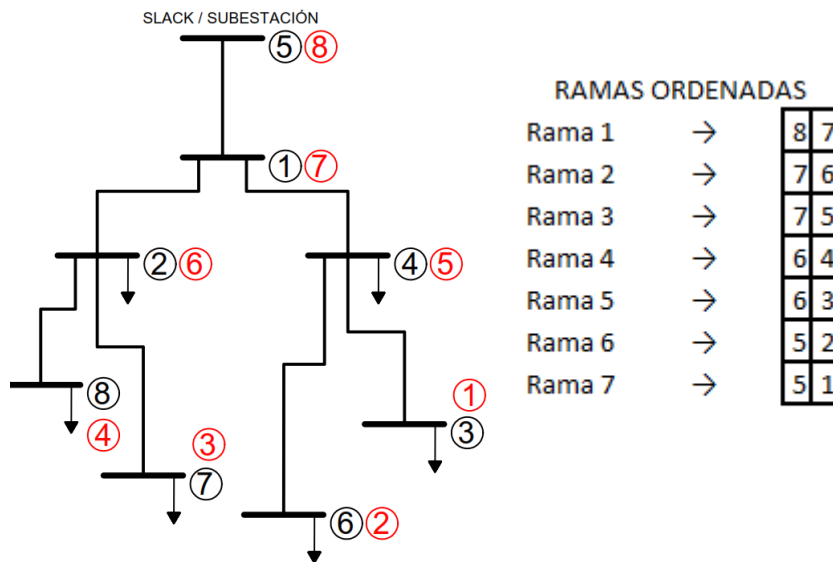 SLACK / SUBESTACIÓN
5 8
1 7
2 6
4 5
8
4
1
3
3
7
6 2
RAMAS ORDENADAS
Rama 1 → 8 7
Rama 2 → 7 6
Rama 3 → 7 5
Rama 4 → 6 4
Rama 5 → 6 3
Rama 6 → 5 2
Rama 7 → 5 1